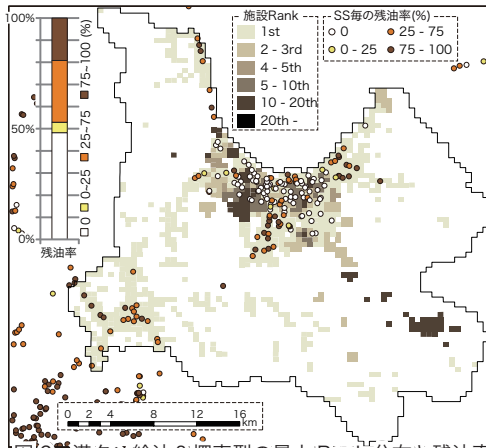 100%
50%
0%
残油率
75~100 (%)
25~75
0~25
0
施設Rank
1st
2 - 3rd
4 - 5th
5 - 10th
10 - 20th
20th -
SS毎の残油率(%)
0
25 - 75
0 - 25
75 - 100
0 2 4 8 12 16
km